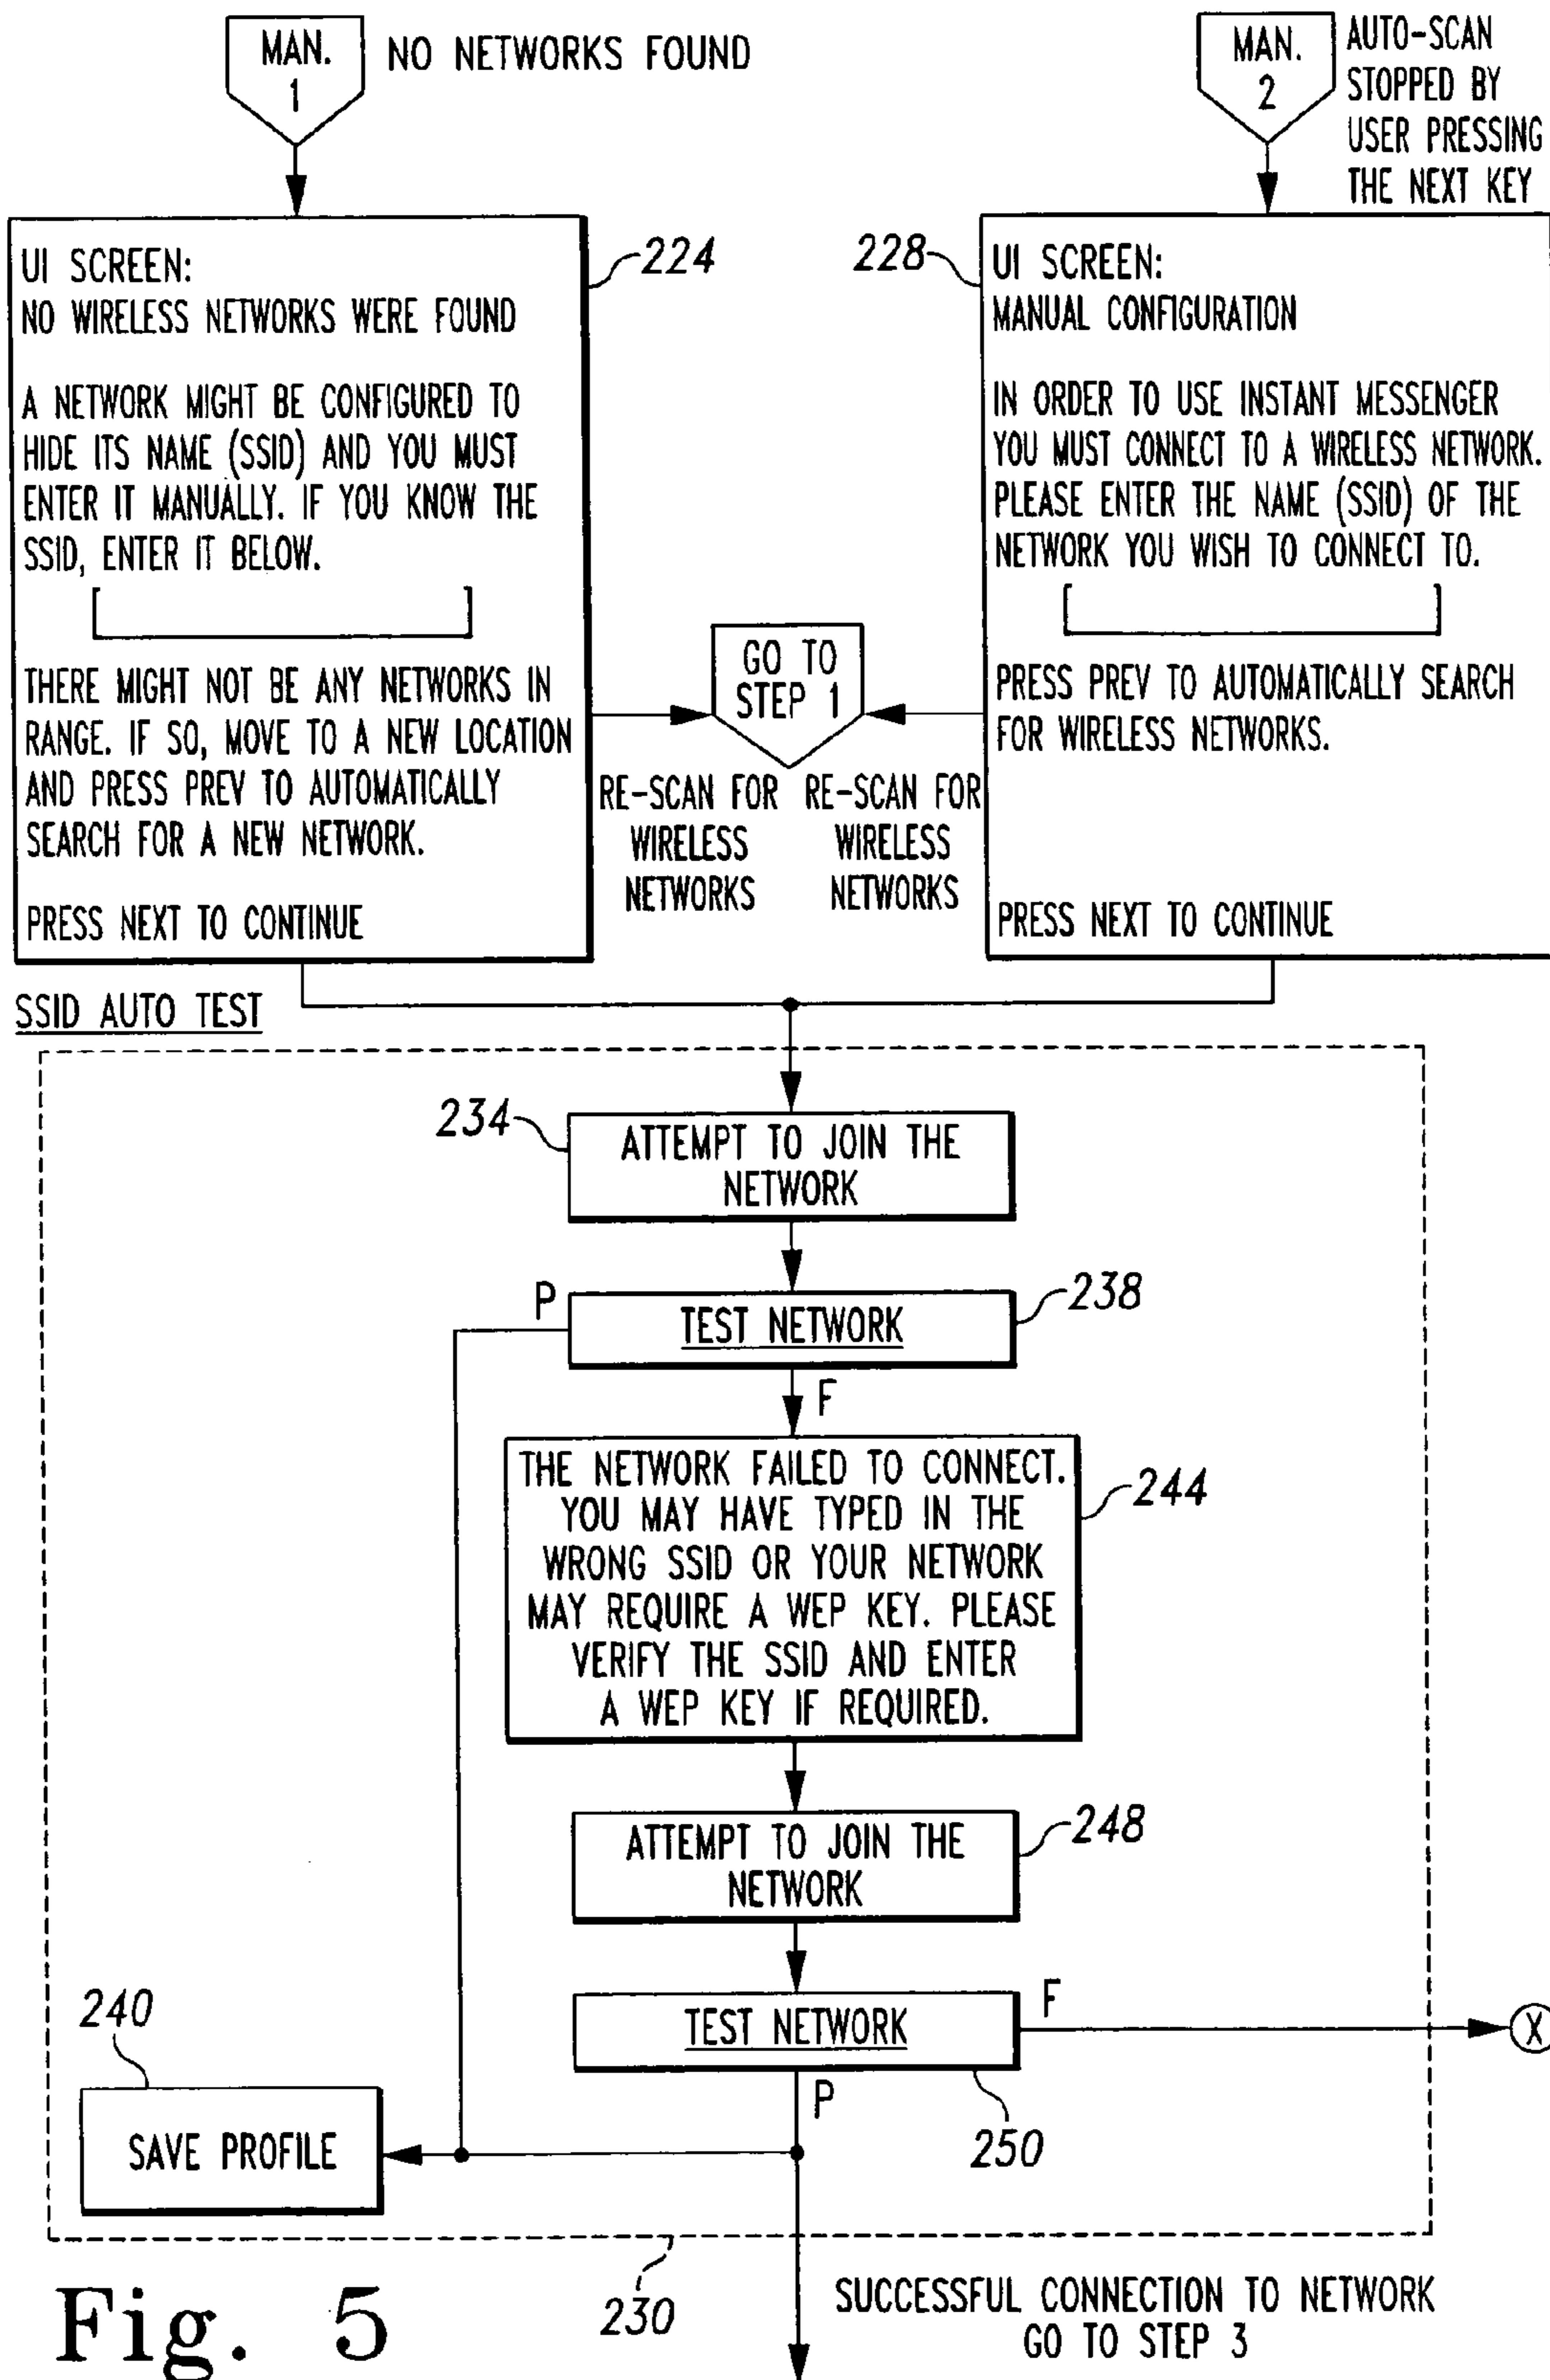 MAN.
1
NO NETWORKS FOUND
MAN.
2
AUTO-SCAN
STOPPED BY
USER PRESSING
THE NEXT KEY
224
UI SCREEN:
NO WIRELESS NETWORKS WERE FOUND
A NETWORK MIGHT BE CONFIGURED TO
HIDE ITS NAME (SSID) AND YOU MUST
ENTER IT MANUALLY. IF YOU KNOW THE
SSID, ENTER IT BELOW.
THERE MIGHT NOT BE ANY NETWORKS IN
RANGE. IF SO, MOVE TO A NEW LOCATION
AND PRESS PREV TO AUTOMATICALLY
SEARCH FOR A NEW NETWORK.
PRESS NEXT TO CONTINUE
228
UI SCREEN:
MANUAL CONFIGURATION
IN ORDER TO USE INSTANT MESSENGER
YOU MUST CONNECT TO A WIRELESS NETWORK.
PLEASE ENTER THE NAME (SSID) OF THE
NETWORK YOU WISH TO CONNECT TO.
PRESS PREV TO AUTOMATICALLY SEARCH
FOR WIRELESS NETWORKS.
PRESS NEXT TO CONTINUE
GO TO
STEP 1
RE-SCAN FOR
WIRELESS
NETWORKS
RE-SCAN FOR
WIRELESS
NETWORKS
SSID AUTO TEST
234
ATTEMPT TO JOIN THE
NETWORK
P
TEST NETWORK
238
F
THE NETWORK FAILED TO CONNECT.
YOU MAY HAVE TYPED IN THE
WRONG SSID OR YOUR NETWORK
MAY REQUIRE A WEP KEY. PLEASE
VERIFY THE SSID AND ENTER
A WEP KEY IF REQUIRED.
244
ATTEMPT TO JOIN THE
NETWORK
248
TEST NETWORK
F
X
250
P
240
SAVE PROFILE
230
SUCCESSFUL CONNECTION TO NETWORK
GO TO STEP 3
Fig. 5